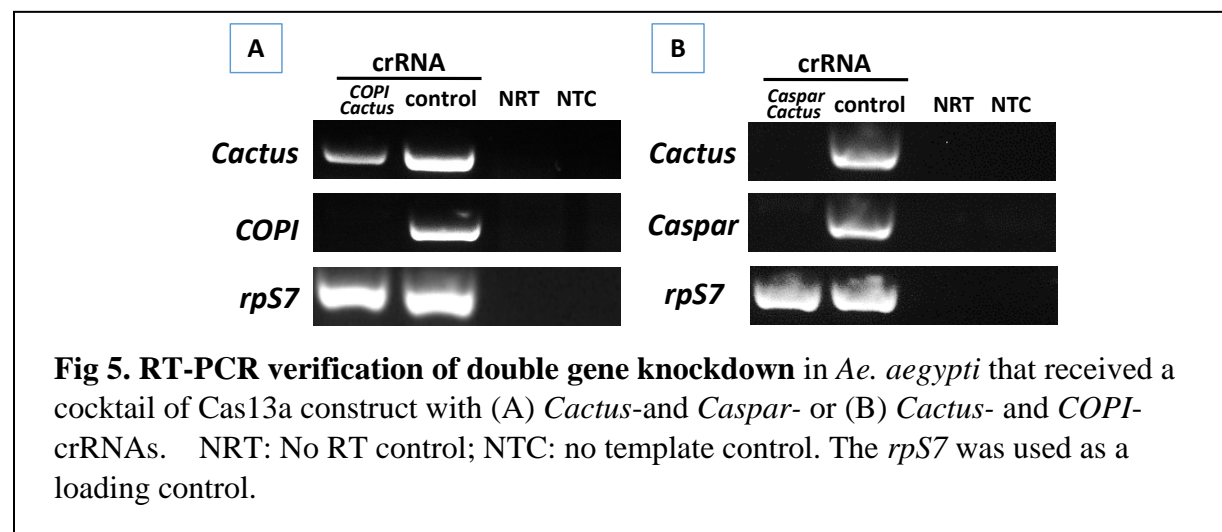 A
B
crRNA
crRNA
COPI
Cactus
control
NRT
NTC
Caspar
Cactus
control
NRT
NTC
Cactus
Cactus
COPI
Caspar
rpS7
rpS7
Fig 5. RT-PCR verification of double gene knockdown in Ae. aegypti that received a
cocktail of Cas13a construct with (A) Cactus-and Caspar- or (B) Cactus- and COPI-
crRNAs. NRT: No RT control; NTC: no template control. The rpS7 was used as a
loading control.